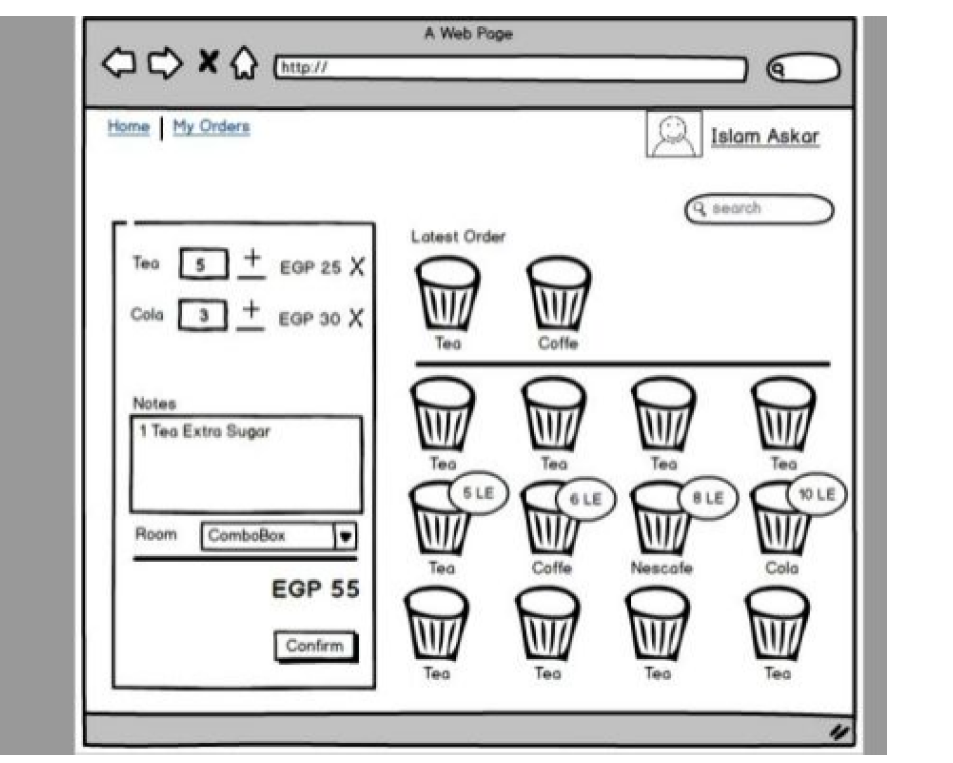 A Web Page
http://
Home | My Orders
Islam Askar
search
Tea 5 + EGP 25 X
Cola 3 + EGP 30 X
Notes
1 Tea Extra Sugar
Room ComboBox
EGP 55
Confirm
Latest Order
Tea Coffe
Tea Tea Tea Tea
5 LE 6 LE 8 LE 10 LE
Tea Coffe Nescafe Cola
Tea Tea Tea Tea